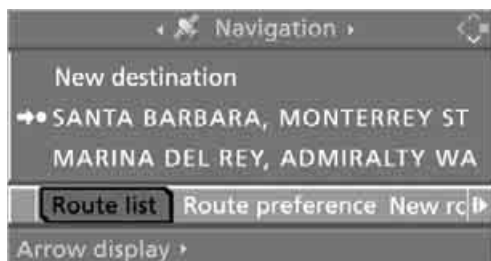 Navigation
New destination
SANTA BARBARA, MONTERREY ST
MARINA DEL REY, ADMIRALTY WA
Route list Route preference New rc
Arrow display